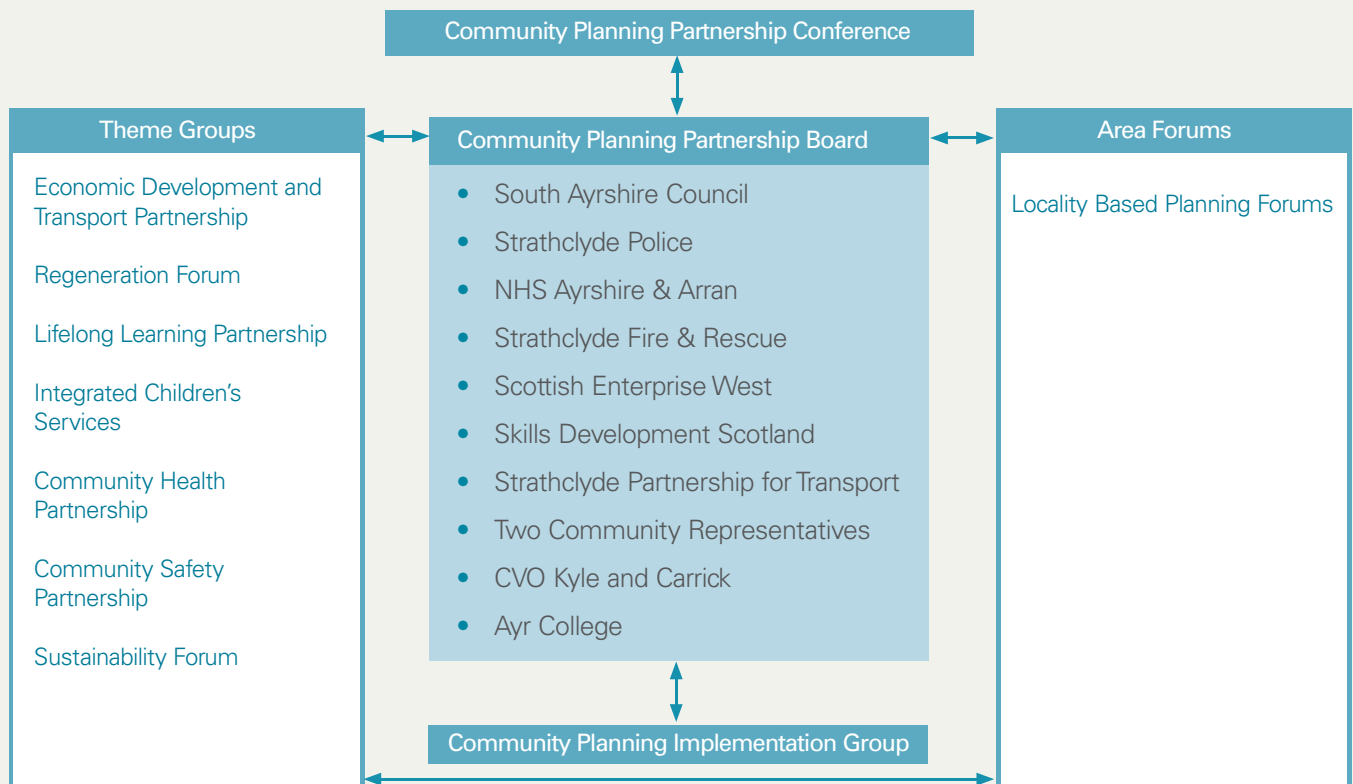 Community Planning Partnership Conference
Theme Groups
Economic Development and
Transport Partnership
Regeneration Forum
Lifelong Learning Partnership
Integrated Children's
Services
Community Health
Partnership
Community Safety
Partnership
Sustainability Forum
Community Planning Partnership Board
• South Ayrshire Council
• Strathclyde Police
• NHS Ayrshire & Arran
• Strathclyde Fire & Rescue
• Scottish Enterprise West
• Skills Development Scotland
• Strathclyde Partnership for Transport
• Two Community Representatives
• CVO Kyle and Carrick
• Ayr College
Area Forums
Locality Based Planning Forums
Community Planning Implementation Group